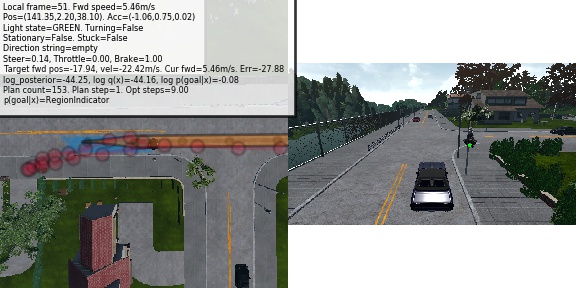 Local frame=51. Fwd speed=5.46m/s
Pos=(141.35,2.20,38.10). Acc=(-1.06,0.75,0.02)
Light state=GREEN. Turning=False
Stationary=False. Stuck=False
Direction string=empty
Steer=0.14, Throttle=0.00, Brake=1.00
Target fwd pos=-17.94, vel=-22.42m/s. Cur fwd=5.46m/s. Err=-27.88
log_posterior=-44.25, log q(x)=-44.16, log p(goal|x)=-0.08
Plan count=153. Plan step=1. Opt steps=9.00
p(goal|x)=RegionIndicator